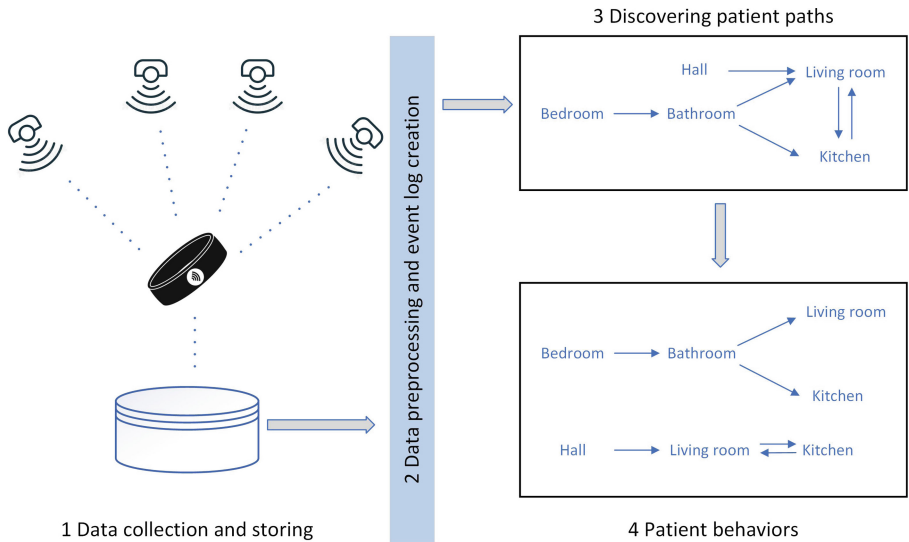 3 Discovering patient paths
Hall
Living room
Bedroom
Bathroom
Kitchen
2 Data preprocessing and event log creation
Living room
Bedroom
Bathroom
Kitchen
Hall
Living room
Kitchen
1 Data collection and storing
4 Patient behaviors